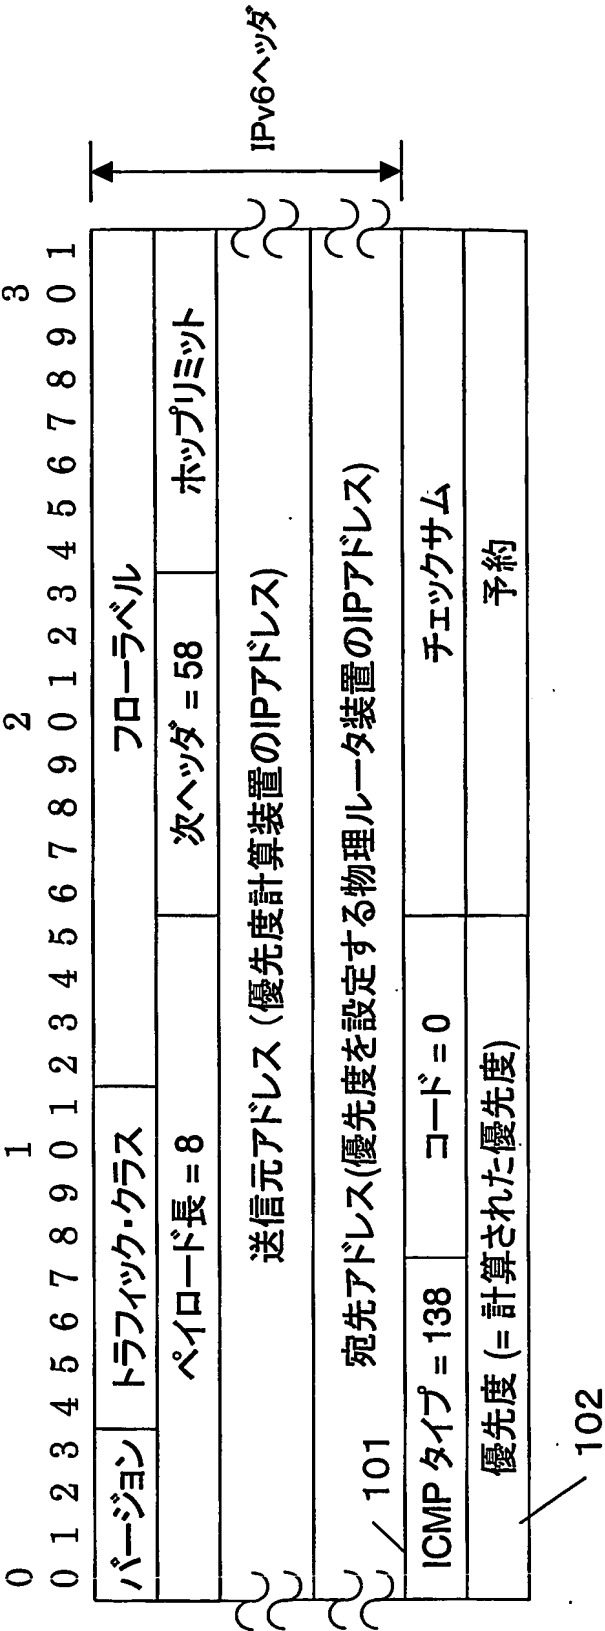 0 1 2 3
0 1 2 3 4 5 6 7 8 9 0 1 2 3 4 5 6 7 8 9 0 1 2 3 4 5 6 7 8 9 0 1
バージョン トラフィック・クラス フローラベル
ペイロード長 = 8 次ヘッダ = 58 ホップリミット
送信元アドレス (優先度計算装置のIPアドレス)
宛先アドレス(優先度を設定する物理ルータ装置のIPアドレス)
IPv6ヘッダ
101
ICMP タイプ = 138 コード = 0 チェックサム
優先度 (= 計算された優先度) 予約
102